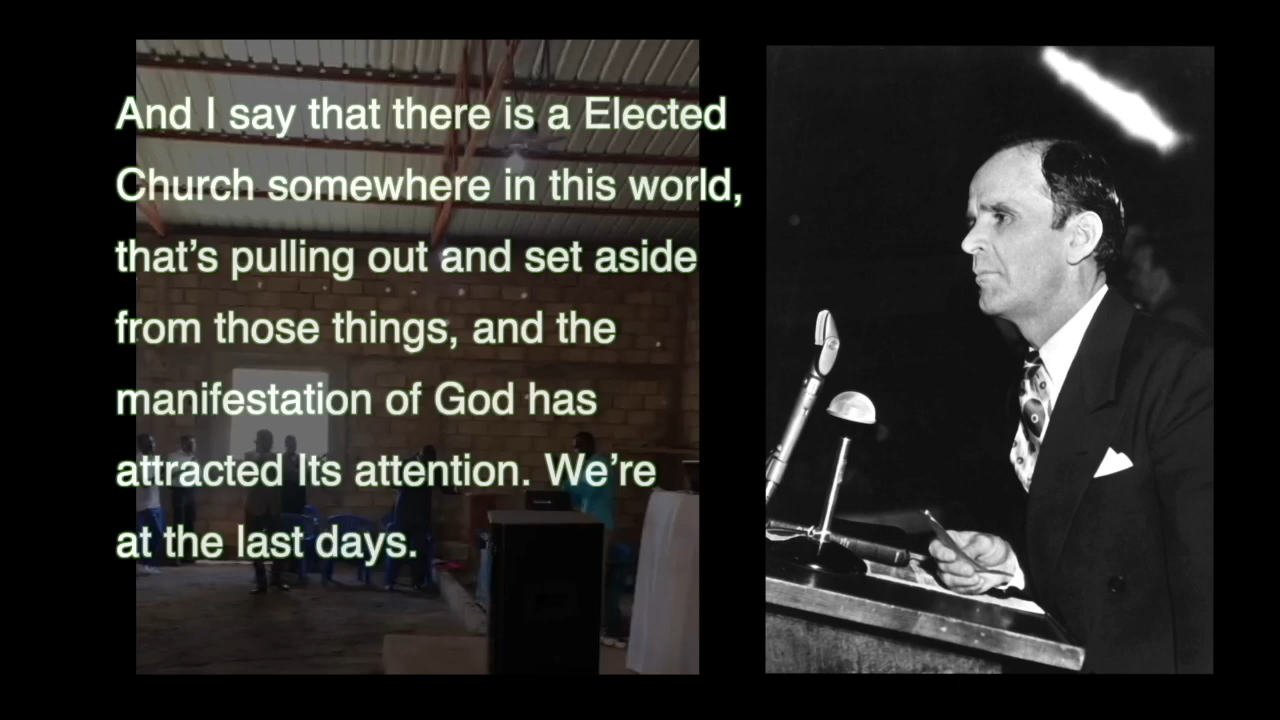 And I say that there is a Elected
Church somewhere in this world,
that’s pulling out and set aside
from those things, and the
manifestation of God has
attracted Its attention. We’re
at the last days.